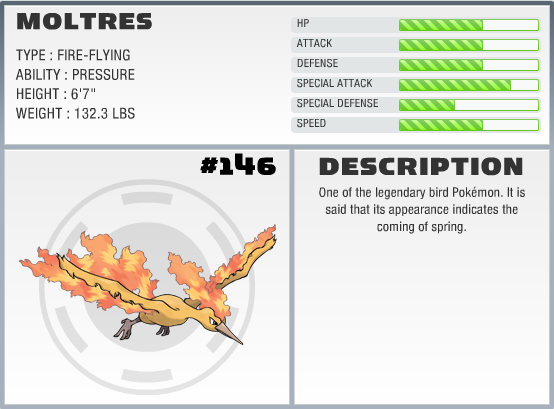 MOLTRES
TYPE : FIRE-FLYING
ABILITY : PRESSURE
HEIGHT : 6'7"
WEIGHT : 132.3 LBS
HP
ATTACK
DEFENSE
SPECIAL ATTACK
SPECIAL DEFENSE
SPEED
#146
DESCRIPTION
One of the legendary bird Pokémon. It is
said that its appearance indicates the
coming of spring.